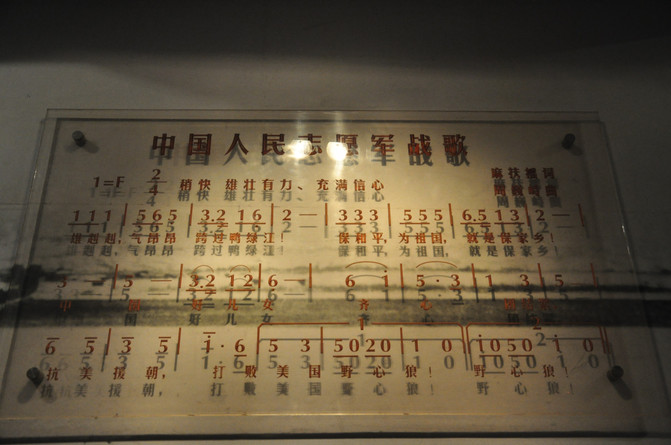 中国人民志愿军战歌
麻扶摇 词
1=F 2/4 稍快 雄壮有力、充满信心
周巍峙 曲
1 1 1 | 5 6 5 | 3.2 1 6 | 2 — | 3 3 3 | 5 5 5 | 6.5 1 3 | 2 — |
雄赳赳，气昂昂 跨过鸭绿江！ 保和平，为祖国，就是保家乡！
3 — | 5 — | 3.2 1 2 | 6 — | 6 1 | 5 . 3
中 国 好 儿 女 齐 心
6 5 | 3 5 | 1 . 6 | 5 3 | 5 0 2 0 | 1 0 | 1 0 5 0 | 1 0
抗美援朝， 打败美国野心狼！ 野心狼！